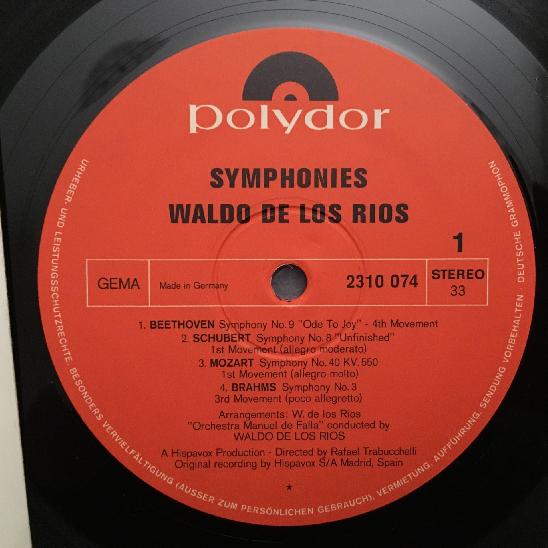 polydor
SYMPHONIES
WALDO DE LOS RIOS
1
GEMA
Made in Germany
2310 074
STEREO
33
1. BEETHOVEN Symphony No. 9 "Ode To Joy" - 4th Movement
2. SCHUBERT Symphony No. 8 "Unfinished"
1st Movement (allegro moderato)
3. MOZART Symphony No. 40 KV. 550
1st Movement (allegro molto)
4. BRAHMS Symphony No. 3
3rd Movement (poco allegretto)
Arrangements: W. de los Rios
"Orchestra Manuel de Falla" conducted by
WALDO DE LOS RIOS
A Hispavox Production - Directed by Rafael Trabucchelli
Original recording by Hispavox S/A Madrid, Spain
*
URHEBER- UND LEISTUNGSSCHUTZRECHTE. BESONDERS VERVIELFÄLTIGUNG (AUSSER ZUM PERSÖNLICHEN GEBRAUCH), VERMIETUNG, AUFFÜHRUNG, SENDUNG VORBEHALTEN · DEUTSCHE GRAMMOPHON